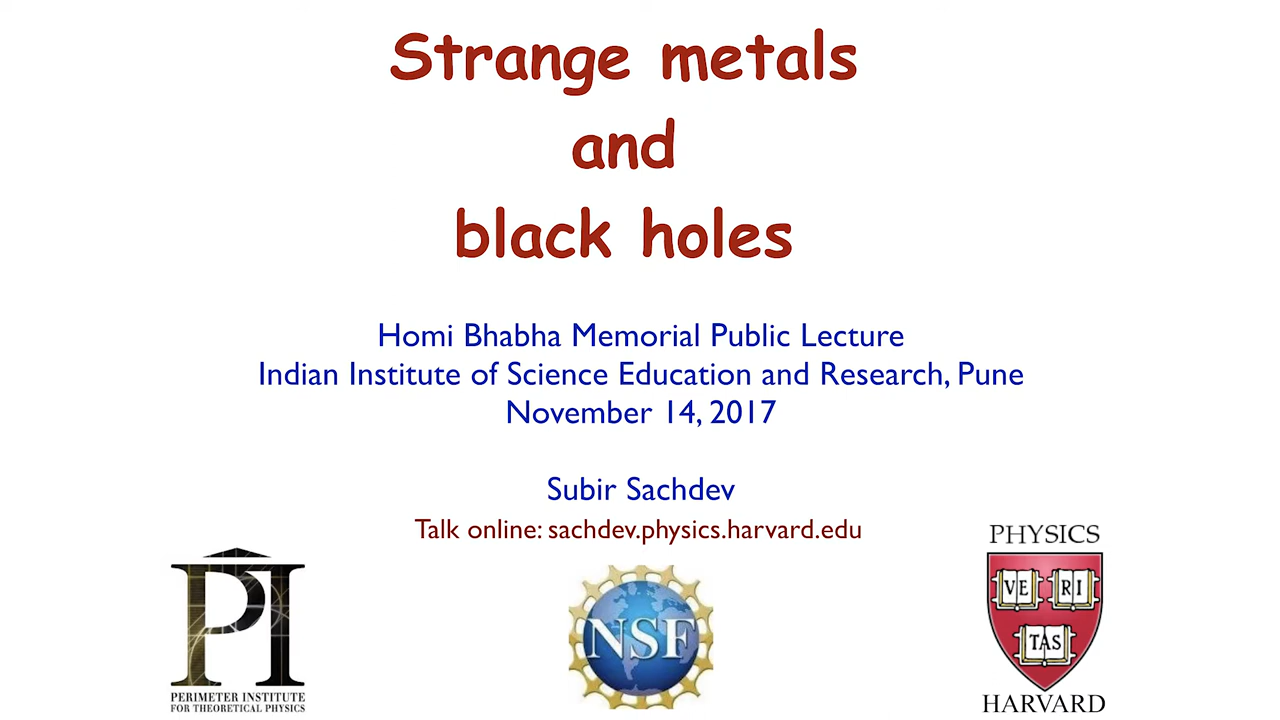 Strange metals
and
black holes
Homi Bhabha Memorial Public Lecture
Indian Institute of Science Education and Research, Pune
November 14, 2017
Subir Sachdev
Talk online: sachdev.physics.harvard.edu
PI
PERIMETER INSTITUTE
FOR THEORETICAL PHYSICS
NSF
PHYSICS
VE RI
TAS
HARVARD